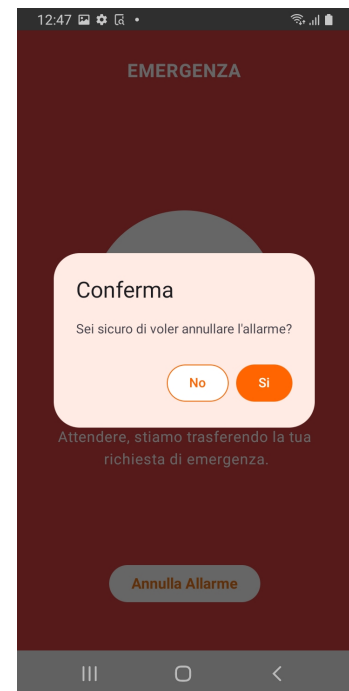 12:47
EMERGENZA
Conferma
Sei sicuro di voler annullare l'allarme?
No
Si
Attendere, stiamo trasferendo la tua
richiesta di emergenza.
Annulla Allarme